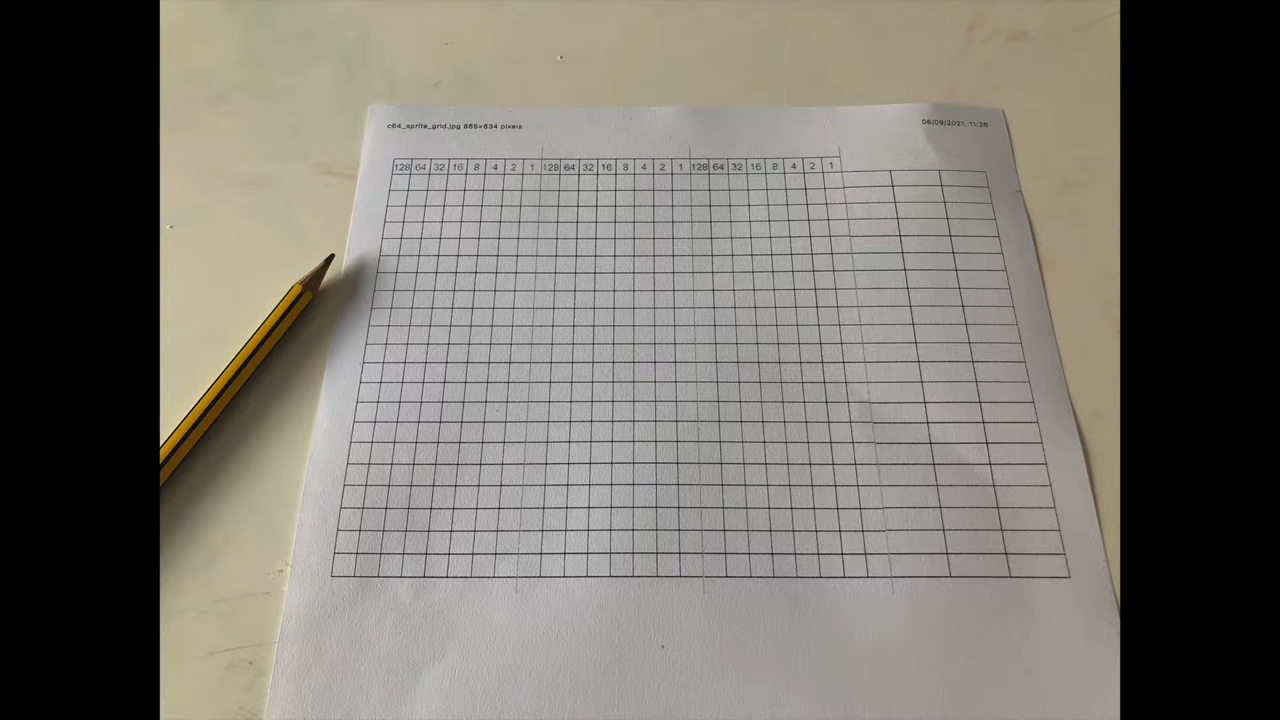 c64_sprite_grid.jpg 865×634 pixels 06/09/2021, 11:26
128 64 32 16 8 4 2 1 128 64 32 16 8 4 2 1 128 64 32 16 8 4 2 1